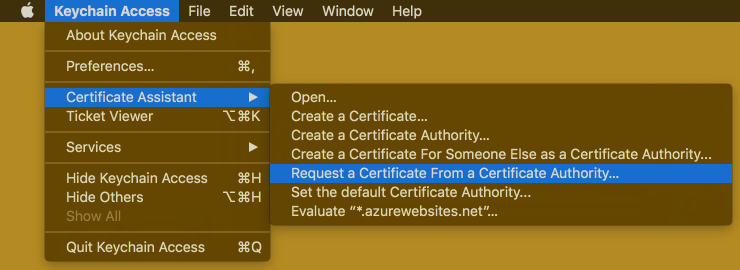 Keychain Access File Edit View Window Help
About Keychain Access
Preferences... ⌘,
Certificate Assistant ▶
Ticket Viewer ⌥⌘K
Services ▶
Hide Keychain Access ⌘H
Hide Others ⌥⌘H
Show All
Quit Keychain Access ⌘Q
Open...
Create a Certificate...
Create a Certificate Authority...
Create a Certificate For Someone Else as a Certificate Authority...
Request a Certificate From a Certificate Authority...
Set the default Certificate Authority...
Evaluate “*.azurewebsites.net”...